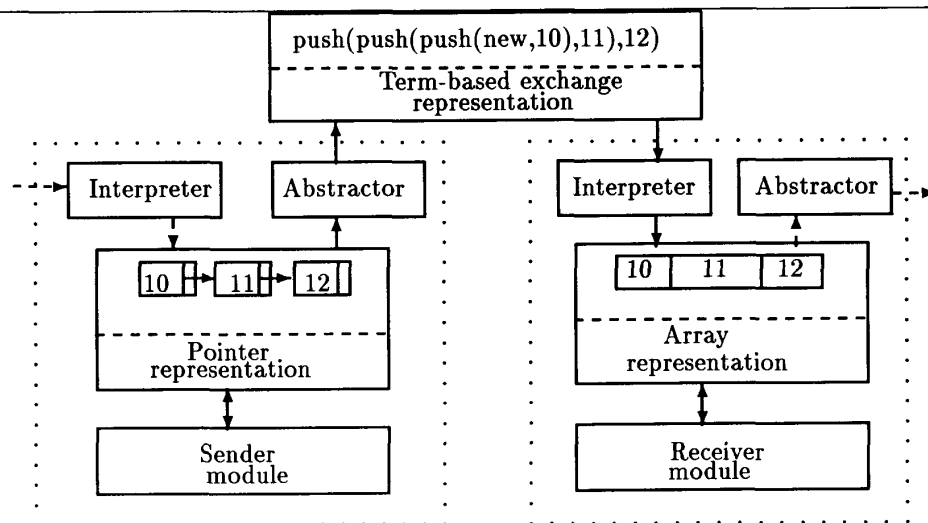 push(push(push(new,10),11),12)
Term-based exchange
representation
Interpreter
Abstractor
Interpreter
Abstractor
10 11 12
10 11 12
Pointer
representation
Array
representation
Sender
module
Receiver
module